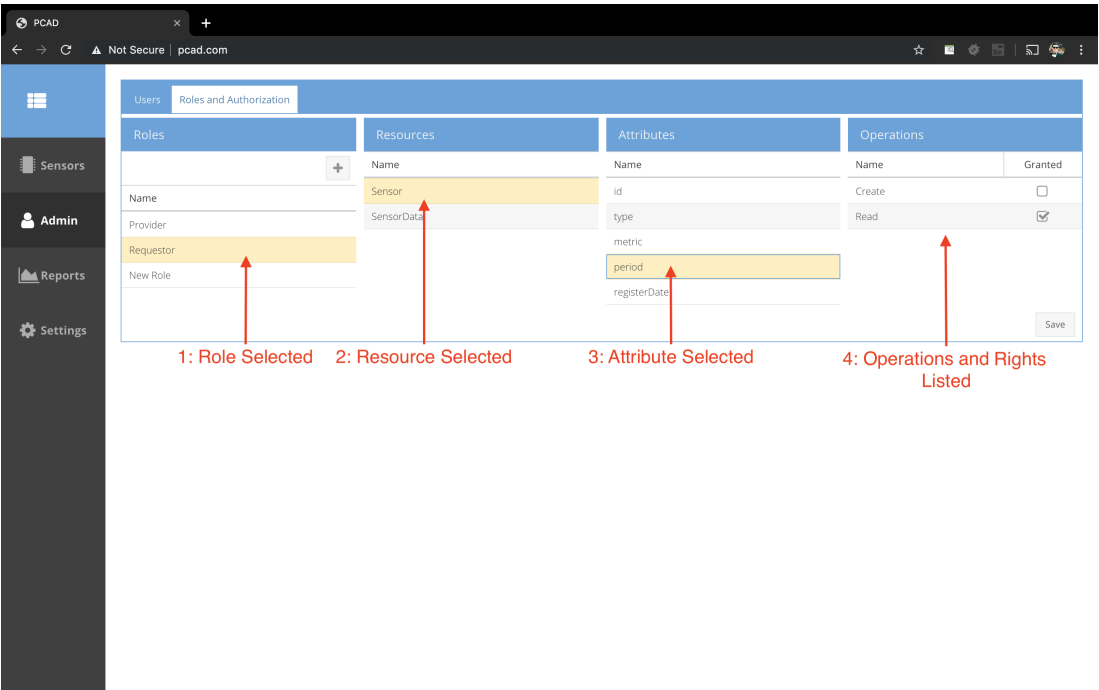 PCAD
Not Secure | pcad.com
Users Roles and Authorization
Roles Resources Attributes Operations
Name Name Name Granted
Name
Sensors
Admin
Reports
Settings
Provider
Requestor
New Role
Sensor
SensorData
id
type
metric
period
registerDate
Create
Read
Save
1: Role Selected
2: Resource Selected
3: Attribute Selected
4: Operations and Rights
Listed